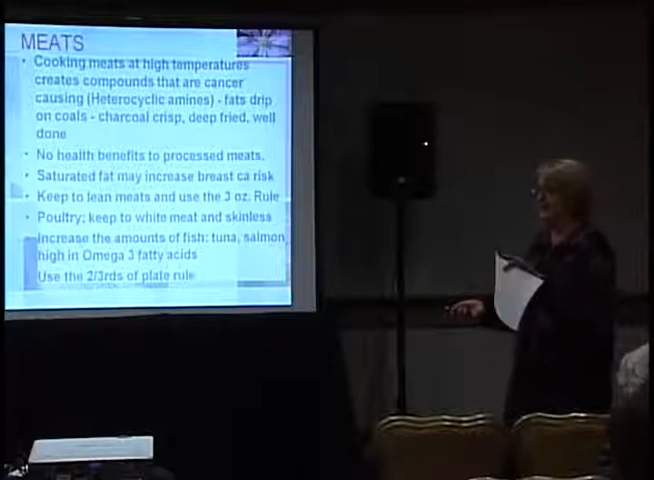 MEATS
• Cooking meats at high temperatures
creates compounds that are cancer
causing (Heterocyclic amines) - fats drip
on coals - charcoal crisp, deep fried, well
done
• No health benefits to processed meats.
• Saturated fat may increase breast ca risk
• Keep to lean meats and use the 3 oz. Rule
• Poultry: keep to white meat and skinless
Increase the amounts of fish: tuna, salmon
high in Omega 3 fatty acids
Use the 2/3rds of plate rule